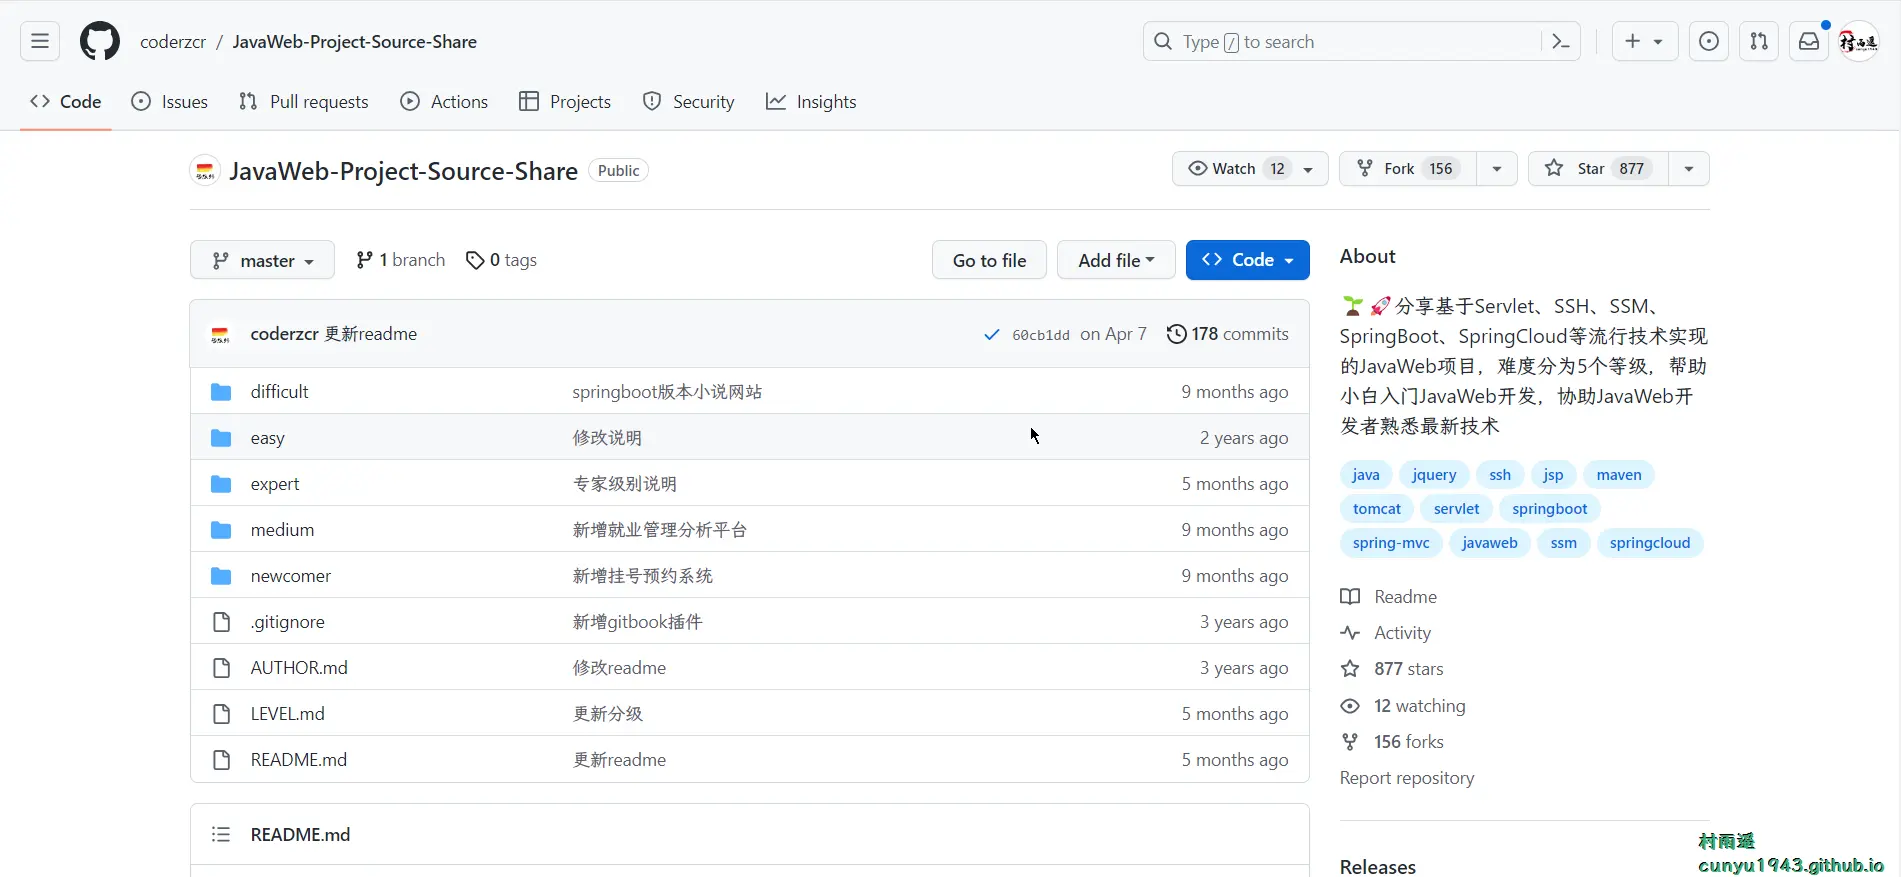 coderzcr / JavaWeb-Project-Source-Share
Type / to search
Code
Issues
Pull requests
Actions
Projects
Security
Insights
JavaWeb-Project-Source-Share Public
Watch 12
Fork 156
Star 877
master
1 branch
0 tags
Go to file
Add file
Code
coderzcr 更新readme
60cb1dd on Apr 7
178 commits
difficult springboot版本小说网站 9 months ago
easy 修改说明 2 years ago
expert 专家级别说明 5 months ago
medium 新增就业管理分析平台 9 months ago
newcomer 新增挂号预约系统 9 months ago
.gitignore 新增gitbook插件 3 years ago
AUTHOR.md 修改readme 3 years ago
LEVEL.md 更新分级 5 months ago
README.md 更新readme 5 months ago
README.md
About
分享基于Servlet、SSH、SSM、
SpringBoot、SpringCloud等流行技术实现
的JavaWeb项目，难度分为5个等级，帮助
小白入门JavaWeb开发，协助JavaWeb开
发者熟悉最新技术
java jquery ssh jsp maven
tomcat servlet springboot
spring-mvc javaweb ssm springcloud
Readme
Activity
877 stars
12 watching
156 forks
Report repository
Releases
村雨遥
cunyu1943.github.io